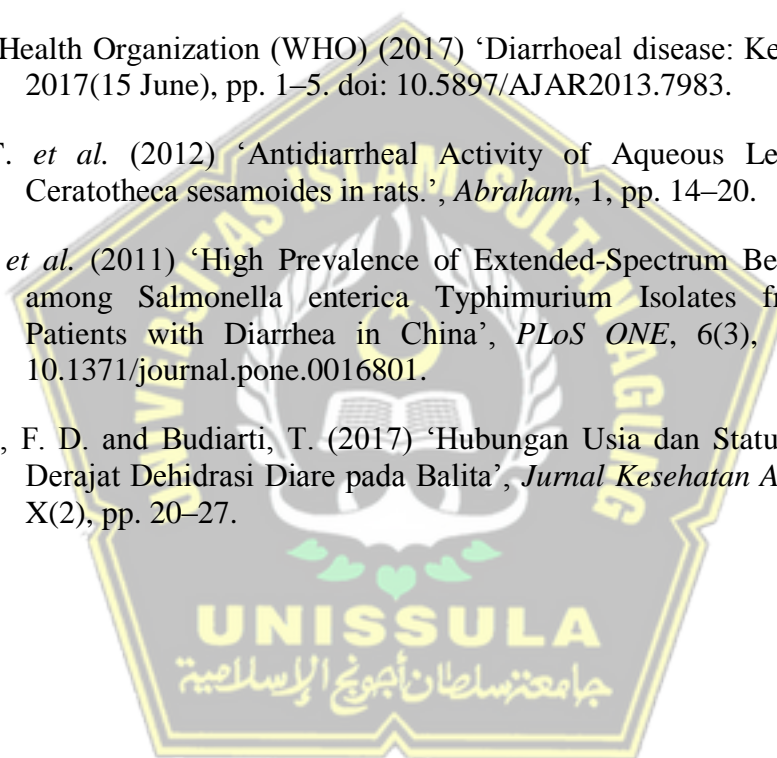 Health Organization (WHO) (2017) ‘Diarrhoeal disease: Ke
2017(15 June), pp. 1–5. doi: 10.5897/AJAR2013.7983.
T. et al. (2012) ‘Antidiarrheal Activity of Aqueous Le
Ceratotheca sesamoides in rats.’, Abraham, 1, pp. 14–20.
et al. (2011) ‘High Prevalence of Extended-Spectrum Be
among Salmonella enterica Typhimurium Isolates fr
Patients with Diarrhea in China’, PLoS ONE, 6(3),
10.1371/journal.pone.0016801.
, F. D. and Budiarti, T. (2017) ‘Hubungan Usia dan Statu
Derajat Dehidrasi Diare pada Balita’, Jurnal Kesehatan A
X(2), pp. 20–27.
UNIVERSITAS ISLAM SULTAN AGUNG
UNISSULA
جامعة سلطان أجونج الإسلامية